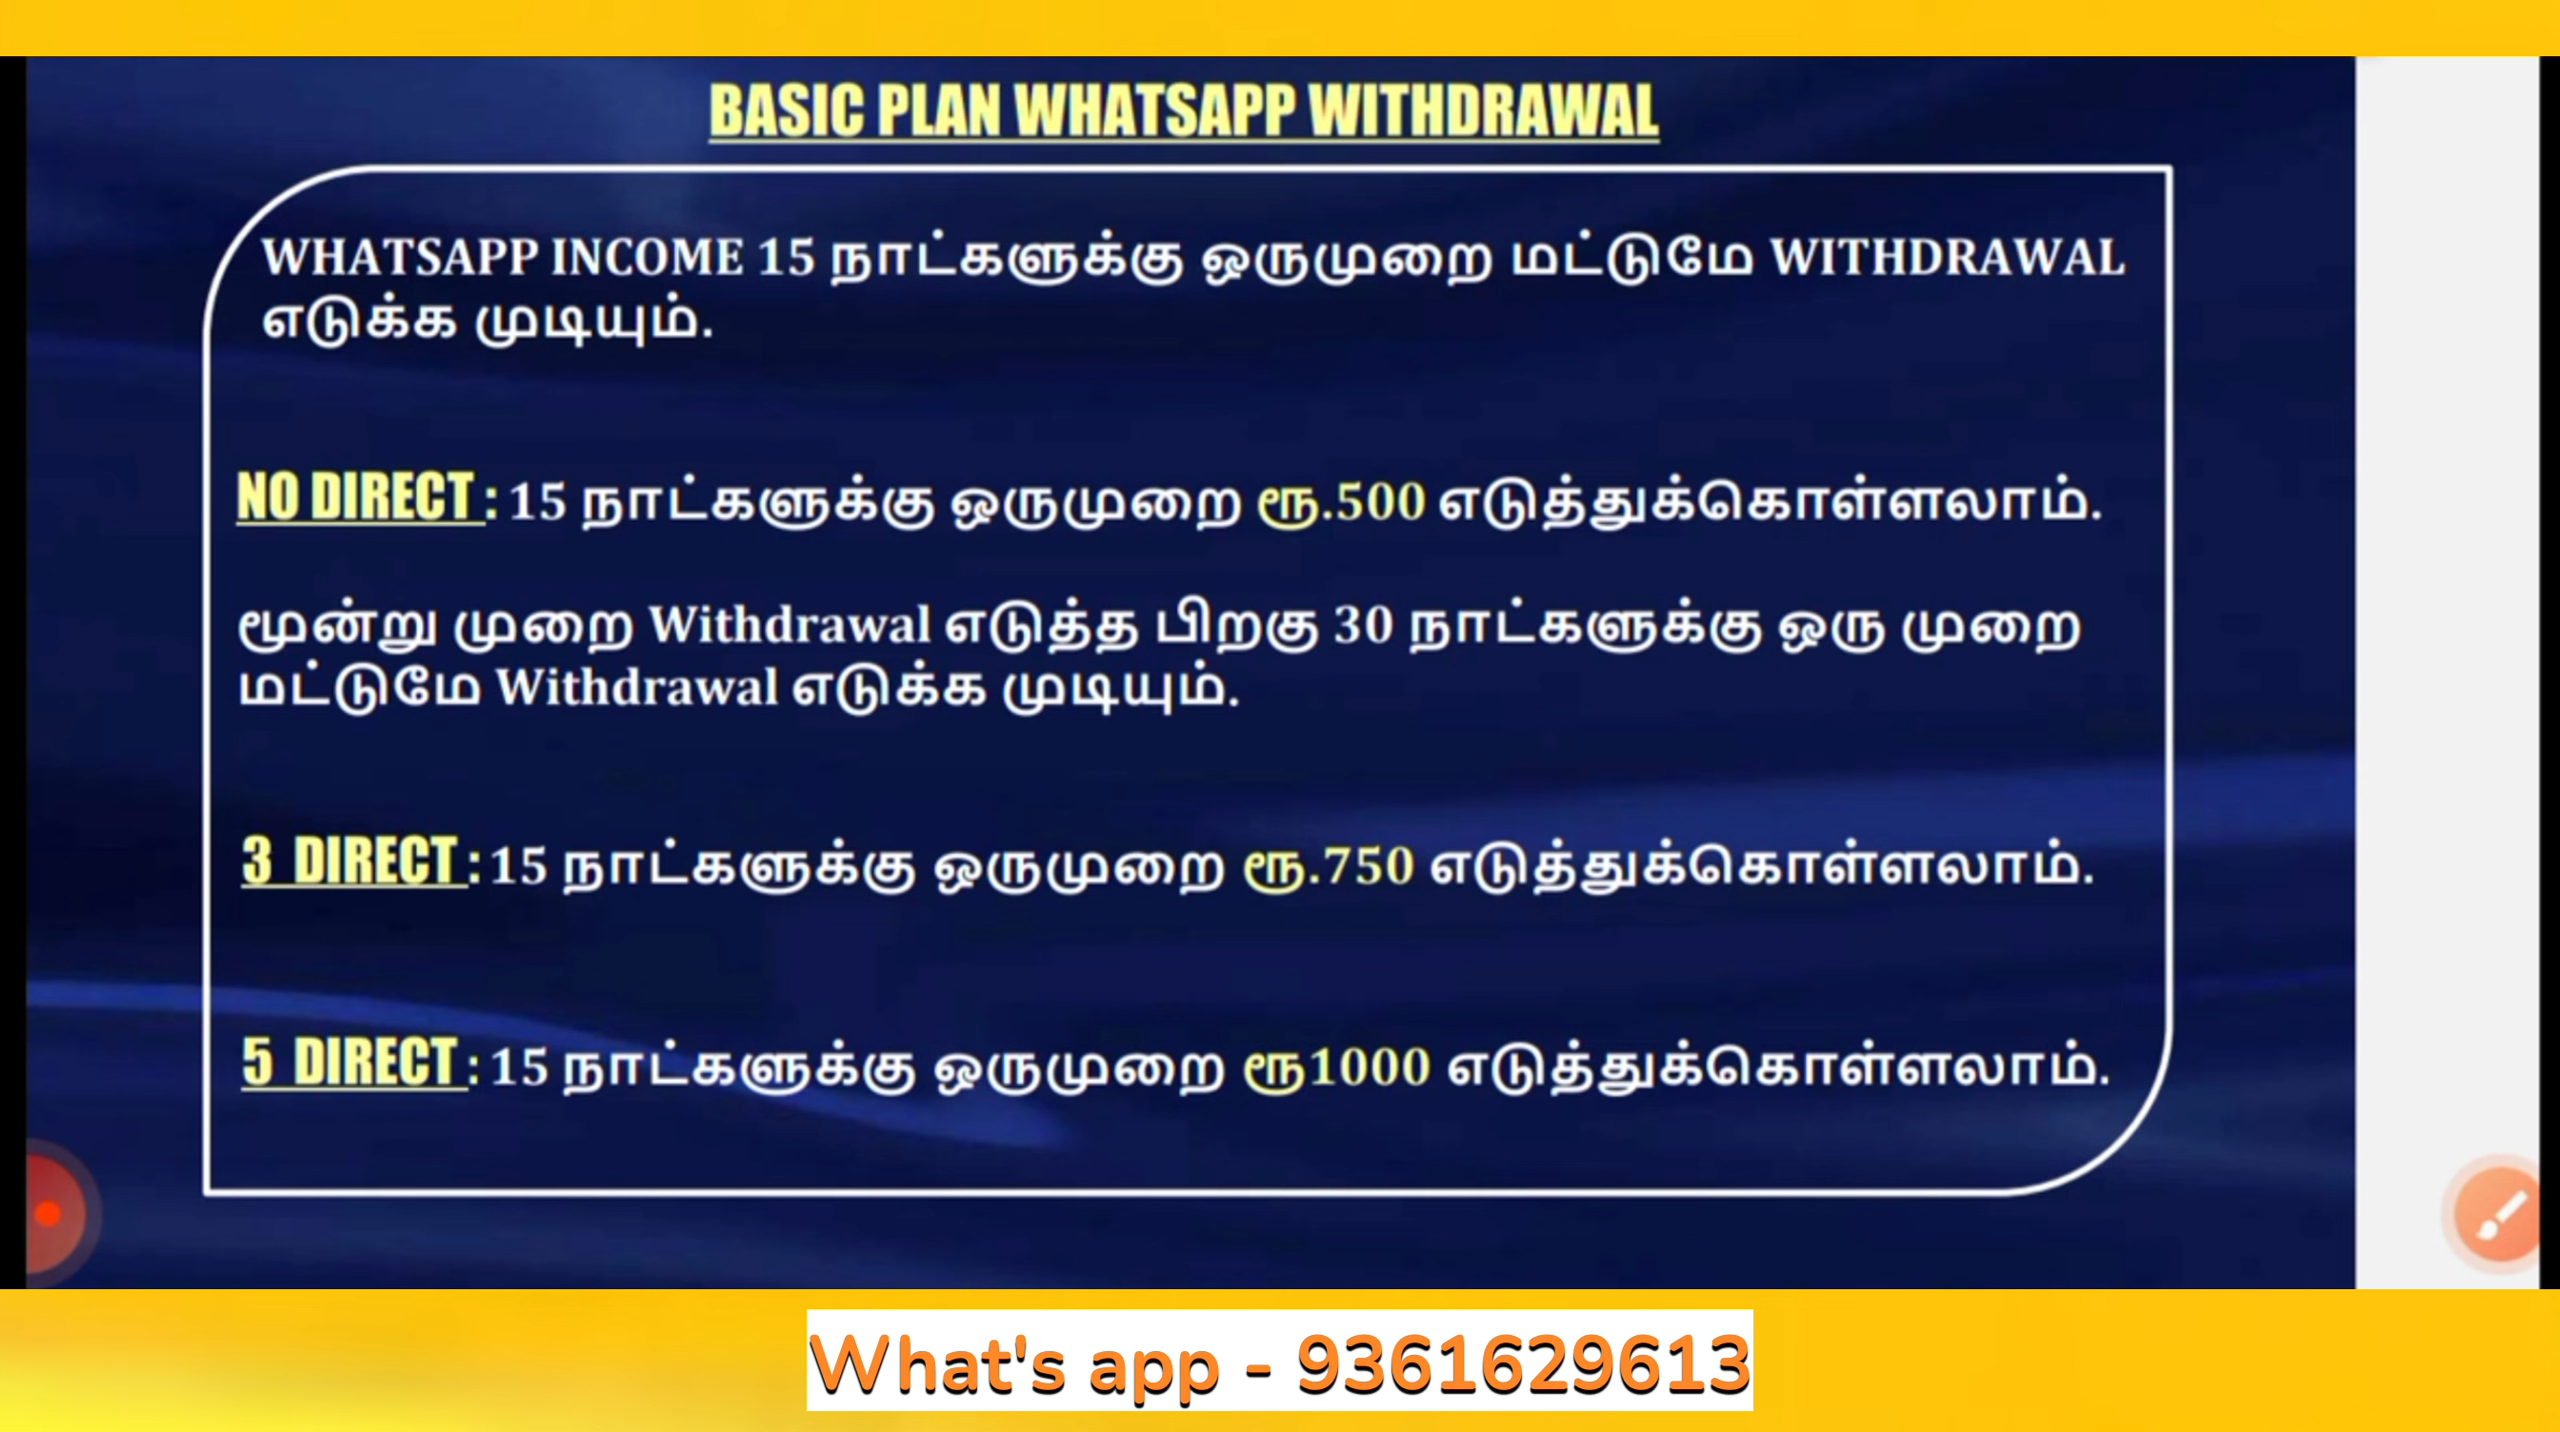 BASIC PLAN WHATSAPP WITHDRAWAL
WHATSAPP INCOME 15 நாட்களுக்கு ஒருமுறை மட்டுமே WITHDRAWAL
எடுக்க முடியும்.
NO DIRECT : 15 நாட்களுக்கு ஒருமுறை ரூ.500 எடுத்துக்கொள்ளலாம்.
மூன்று முறை Withdrawal எடுத்த பிறகு 30 நாட்களுக்கு ஒரு முறை
மட்டுமே Withdrawal எடுக்க முடியும்.
3 DIRECT : 15 நாட்களுக்கு ஒருமுறை ரூ.750 எடுத்துக்கொள்ளலாம்.
5 DIRECT : 15 நாட்களுக்கு ஒருமுறை ரூ1000 எடுத்துக்கொள்ளலாம்.
What's app - 9361629613